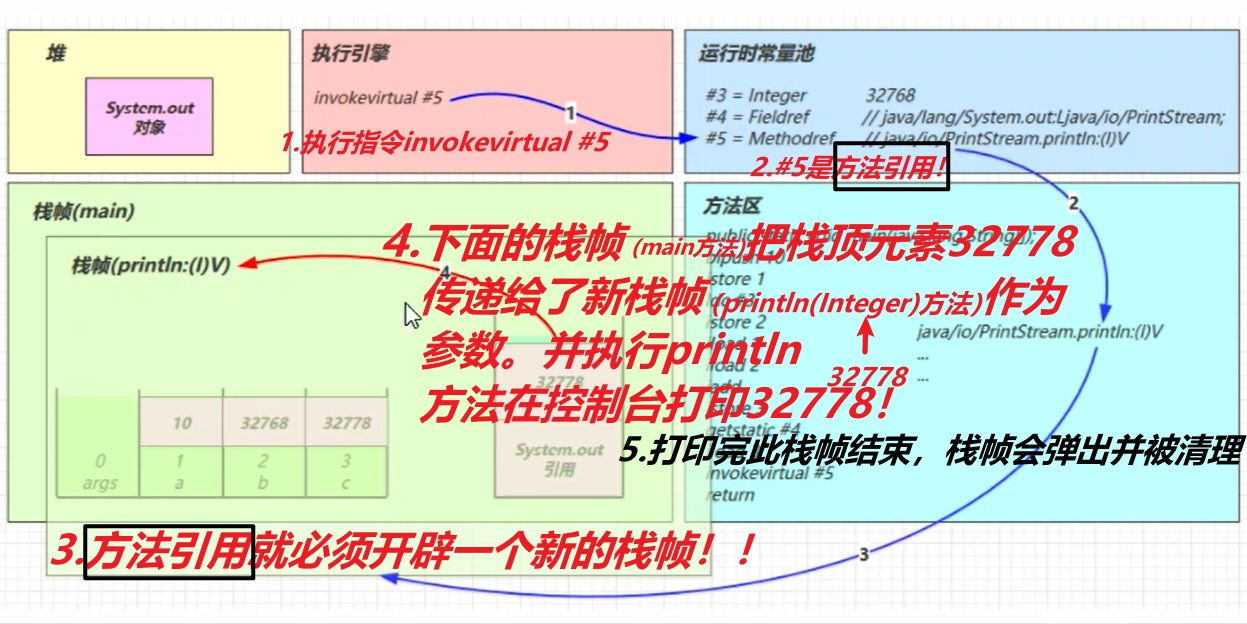 堆
System.out
对象
执行引擎
invokevirtual #5
1
1.执行指令invokevirtual #5
运行时常量池
#3 = Integer 32768
#4 = Fieldref // java/lang/System.out:Ljava/io/PrintStream;
#5 = Methodref // java/io/PrintStream.println:(I)V
2.#5是方法引用!
2
栈帧(main)
栈帧(println:(I)V)
4
4.下面的栈帧(main方法)把栈顶元素32778
传递给了新栈帧(println(Integer)方法)作为
参数。并执行println
方法在控制台打印32778!
32778
10 32768 32778
0 1 2 3
args a b c
32778
System.out
引用
方法区
store 1
store 2
java/io/PrintStream.println:(I)V
...
...
load 2
getstatic #4
invokevirtual #5
return
5.打印完此栈帧结束，栈帧会弹出并被清理
3.方法引用就必须开辟一个新的栈帧！！
3